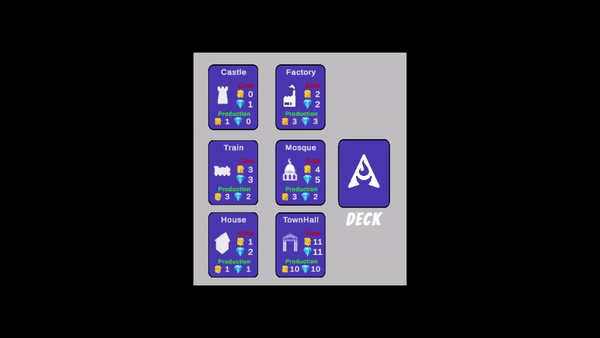 Castle
Cost
0
1
Production
1 0
Factory
Cost
2
2
Production
3 3
Train
Cost
3
3
Production
3 2
Mosque
Cost
4
5
Production
3 2
House
Cost
1
2
Production
1 1
TownHall
Cost
11
11
Production
10 10
DECK